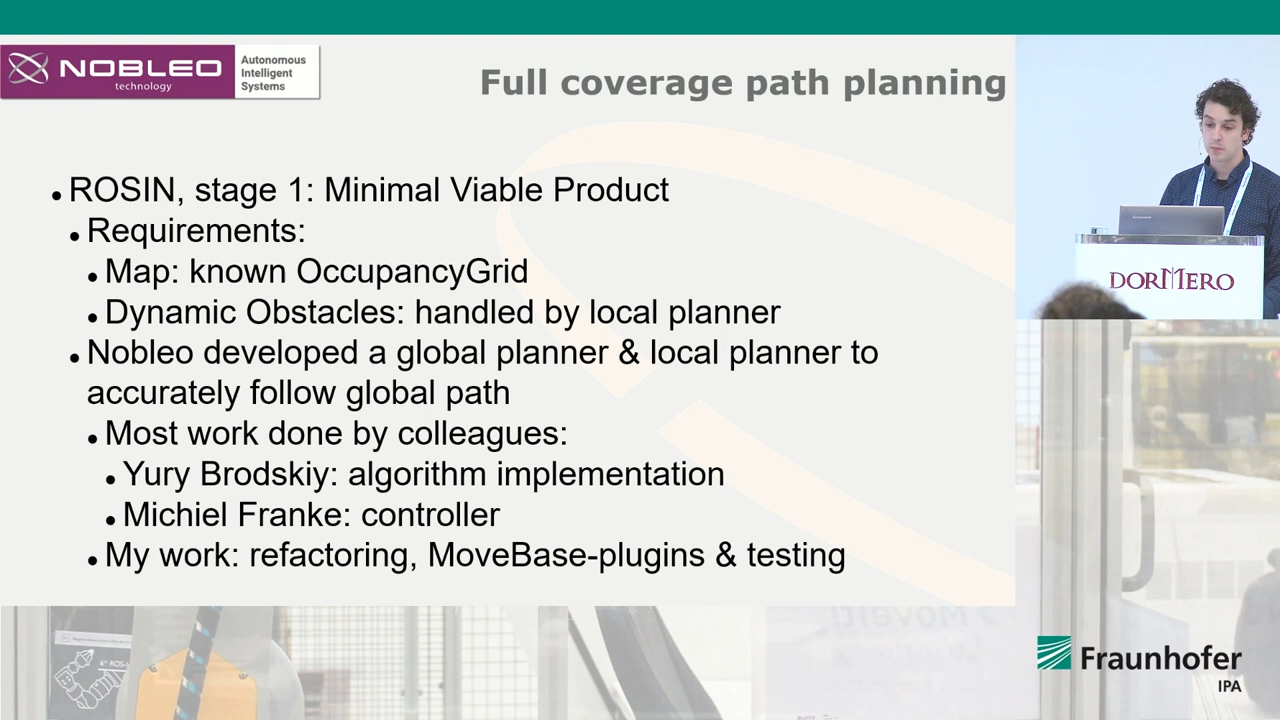 NOBLEO
technology
Autonomous
Intelligent
Systems
Full coverage path planning
ROSIN, stage 1: Minimal Viable Product
Requirements:
Map: known OccupancyGrid
Dynamic Obstacles: handled by local planner
Nobleo developed a global planner & local planner to
accurately follow global path
Most work done by colleagues:
Yury Brodskiy: algorithm implementation
Michiel Franke: controller
My work: refactoring, MoveBase-plugins & testing
DORMERO
Fraunhofer
IPA